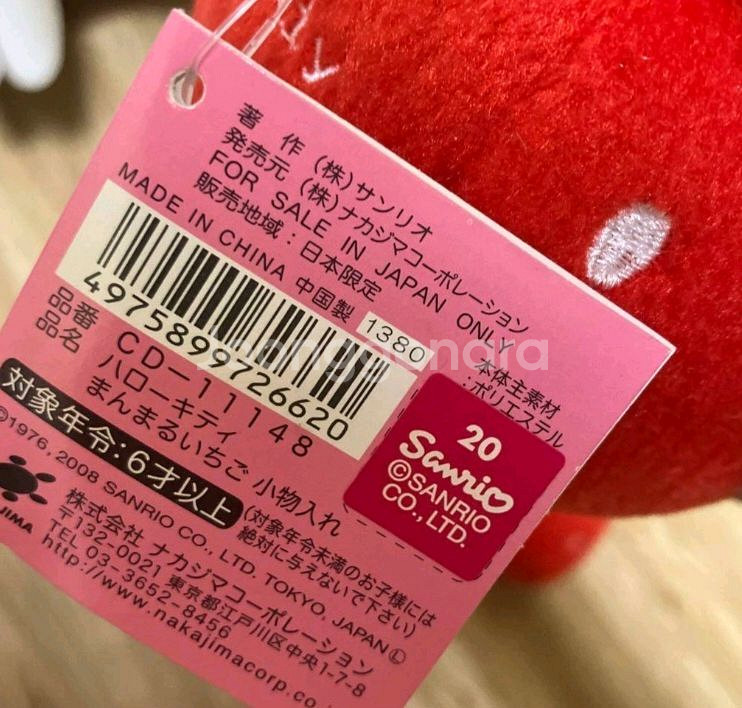 著 作 (株)サンリオ
発売元 (株)ナカジマコーポレーション
FOR SALE IN JAPAN ONLY
販売地域:日本限定
MADE IN CHINA 中国製
1380
本体主素材
:ポリエステル
4975899726620
品番 CD-11148
品名 ハローキティ
まんまるいちご 小物入れ
20
Sanrio
©SANRIO
CO., LTD.
対象年令:6才以上
(対象年令未満のお子様には
絶対に与えないで下さい)
©1976, 2008 SANRIO CO., LTD. TOKYO, JAPAN Ⓛ
JIMA
株式会社 ナカジマコーポレーション
〒132-0021 東京都江戸川区中央1-7-8
TEL 03-3652-8456
http://www.nakajimacorp.co
joonggonara